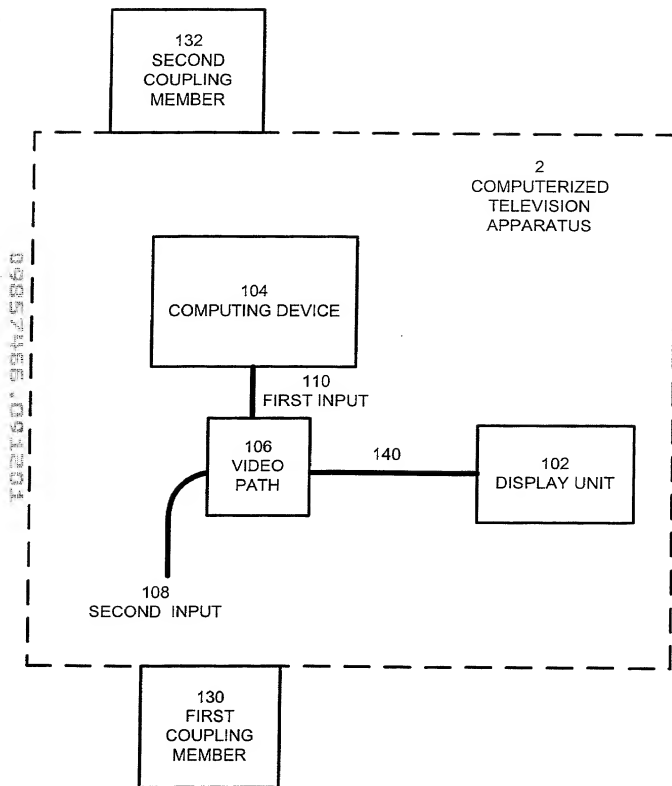 132
SECOND
COUPLING
MEMBER
2
COMPUTERIZED
TELEVISION
APPARATUS
104
COMPUTING DEVICE
110
FIRST INPUT
106
VIDEO
PATH
140
102
DISPLAY UNIT
108
SECOND INPUT
130
FIRST
COUPLING
MEMBER